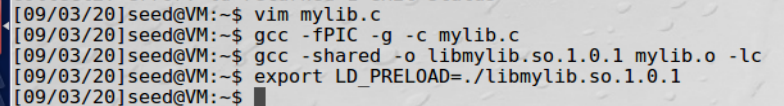 [09/03/20]seed@VM:~$ vim mylib.c
[09/03/20]seed@VM:~$ gcc -fPIC -g -c mylib.c
[09/03/20]seed@VM:~$ gcc -shared -o libmylib.so.1.0.1 mylib.o -lc
[09/03/20]seed@VM:~$ export LD_PRELOAD=./libmylib.so.1.0.1
[09/03/20]seed@VM:~$